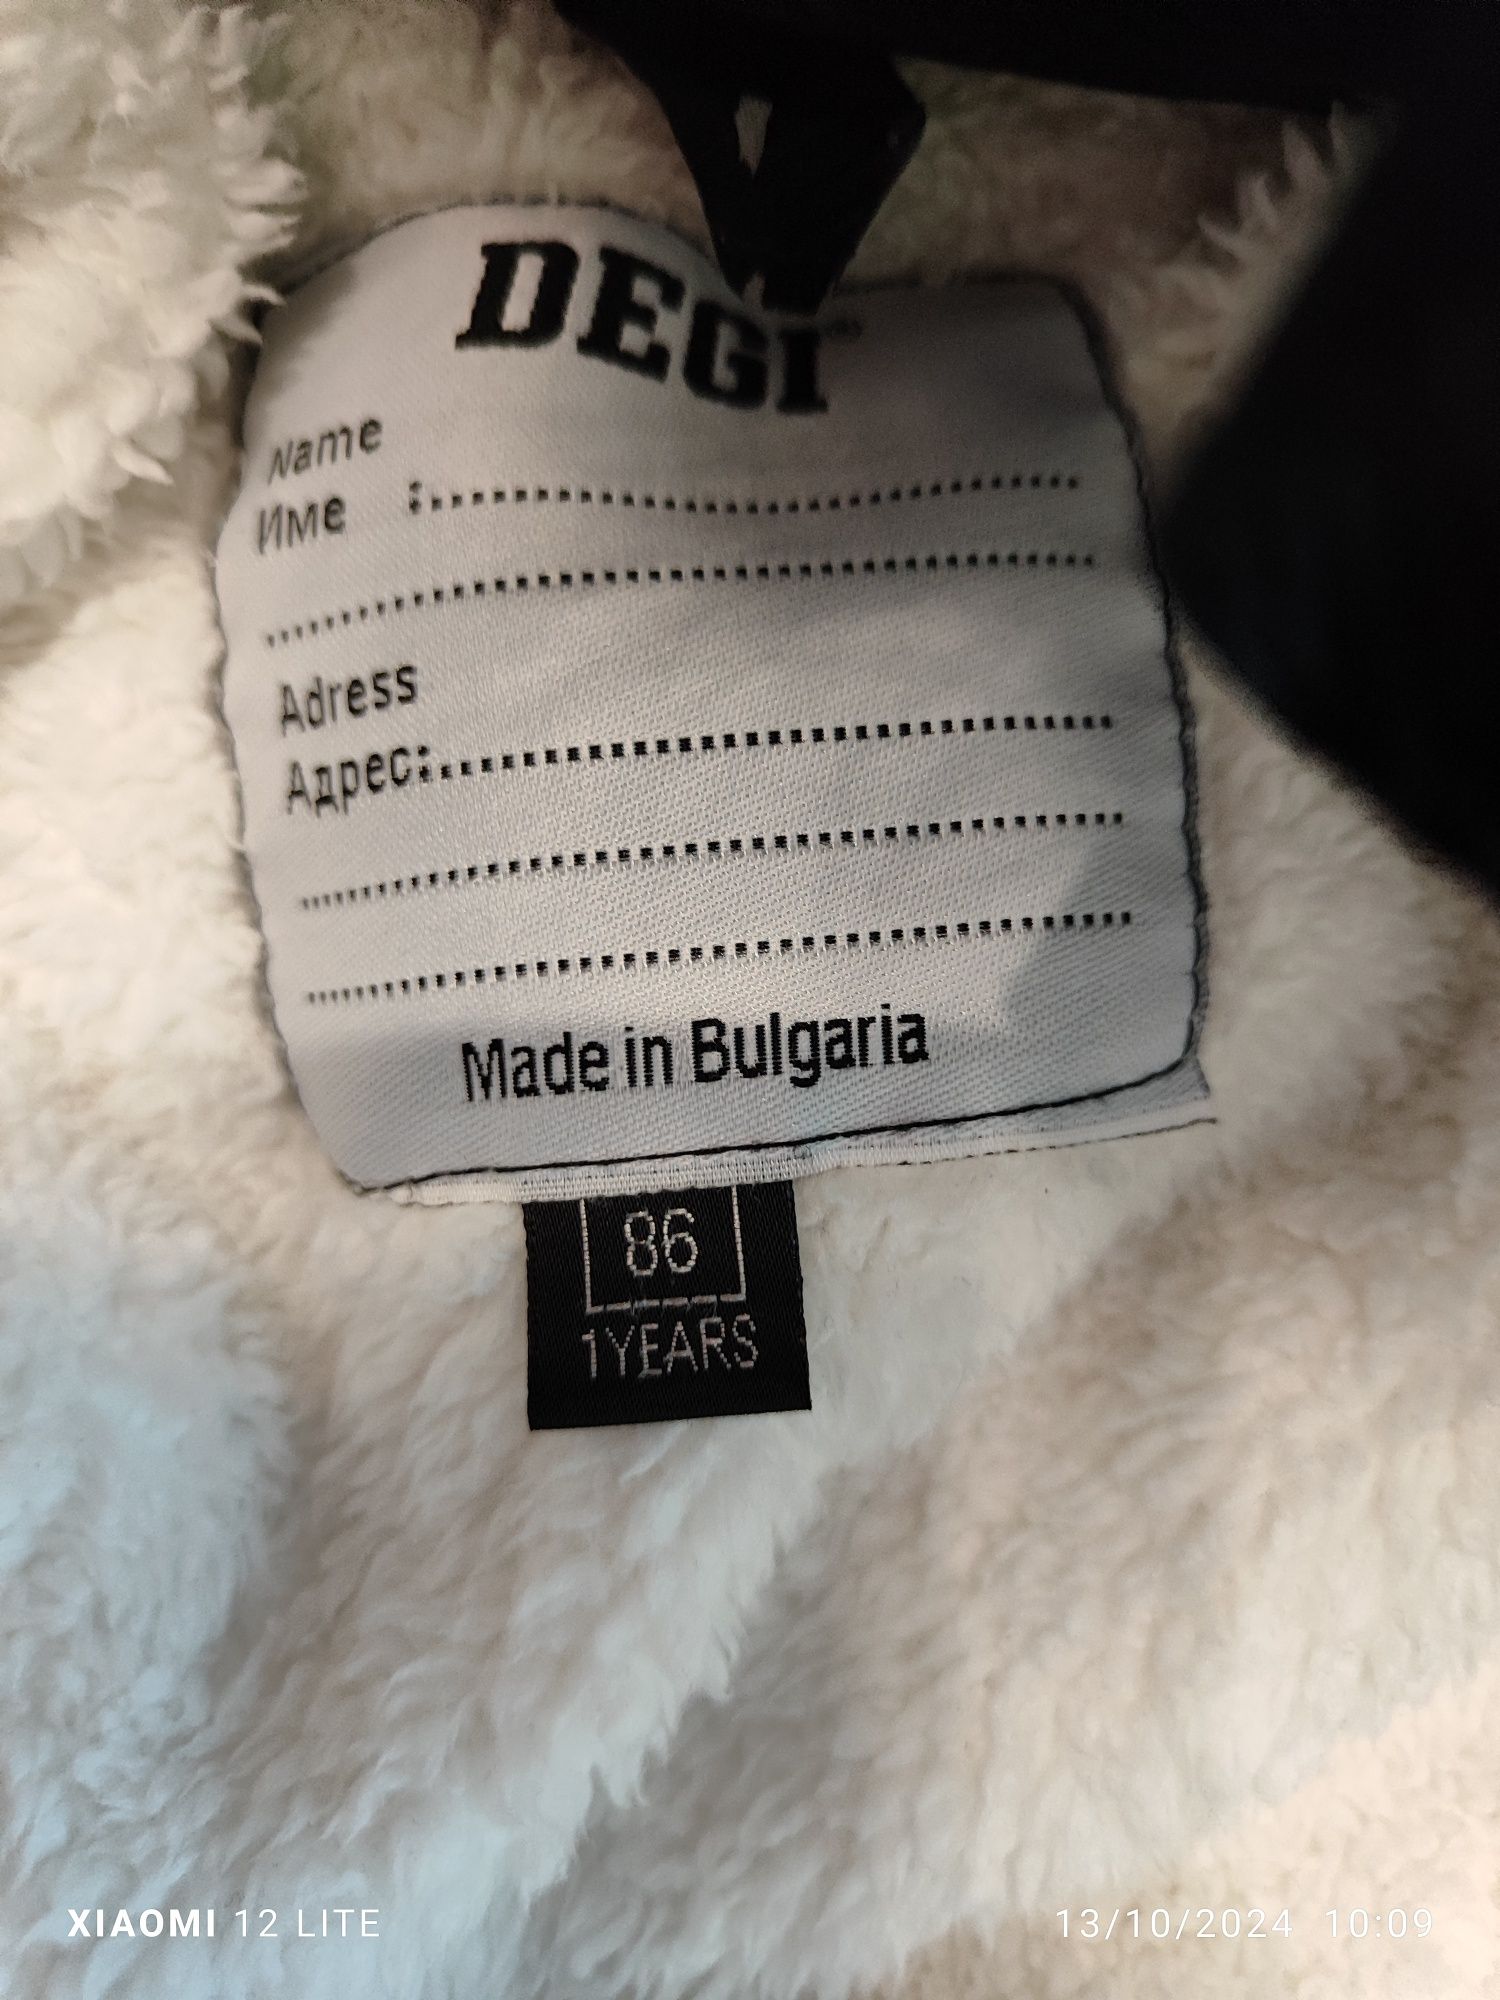 DEGI
Name
Име :..............................
........................................
Adress
Адрес:..............................
........................................
........................................
Made in Bulgaria
86
1YEARS
XIAOMI 12 LITE
13/10/2024 10:09